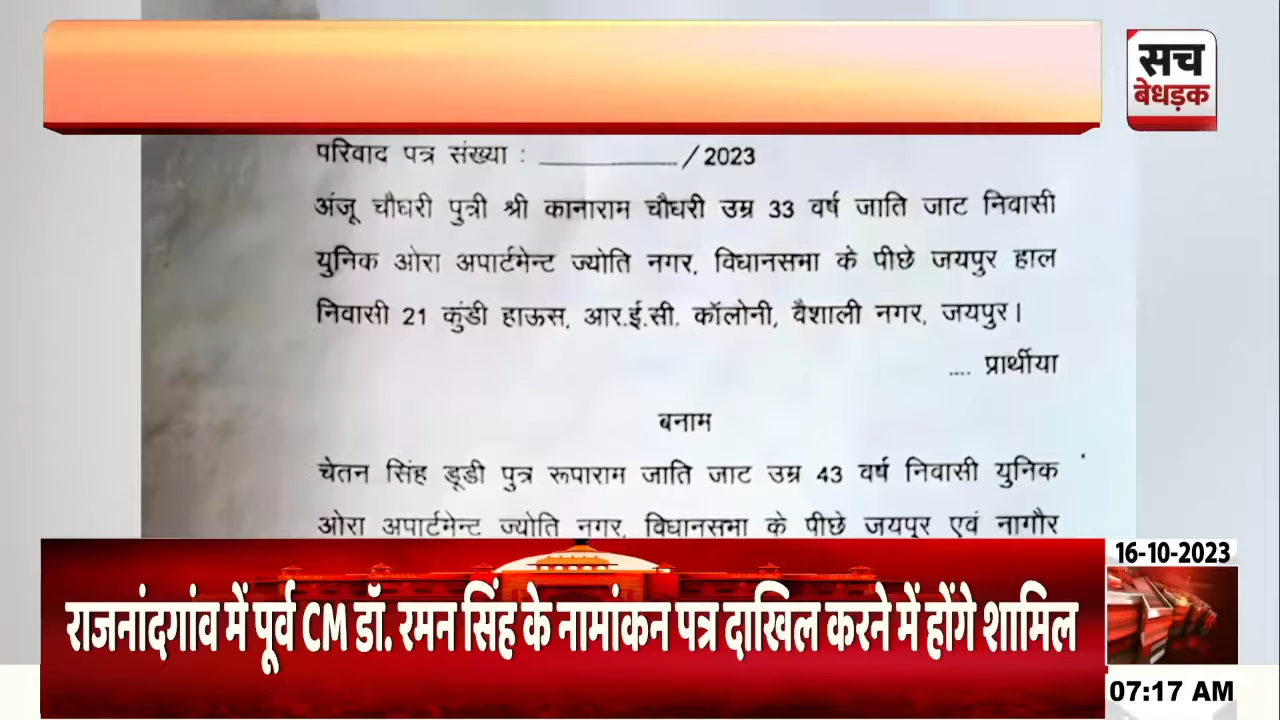 सच
बेधड़क
परिवाद पत्र संख्या : ____________/2023
अंजू चौधरी पुत्री श्री कानाराम चौधरी उम्र 33 वर्ष जाति जाट निवासी
युनिक ओरा अपार्टमेन्ट ज्योति नगर, विधानसभा के पीछे जयपुर हाल
निवासी 21 कुंडी हाऊस, आर.ई.सी. कॉलोनी, वैशाली नगर, जयपुर।
.... प्रार्थीया
बनाम
चेतन सिंह डूडी पुत्र रूपाराम जाति जाट उम्र 43 वर्ष निवासी युनिक
ओरा अपार्टमेन्ट ज्योति नगर, विधानसभा के पीछे जयपुर एवं नागौर
राजनांदगांव में पूर्व CM डॉ. रमन सिंह के नामांकन पत्र दाखिल करने में होंगे शामिल
16-10-2023
07:17 AM